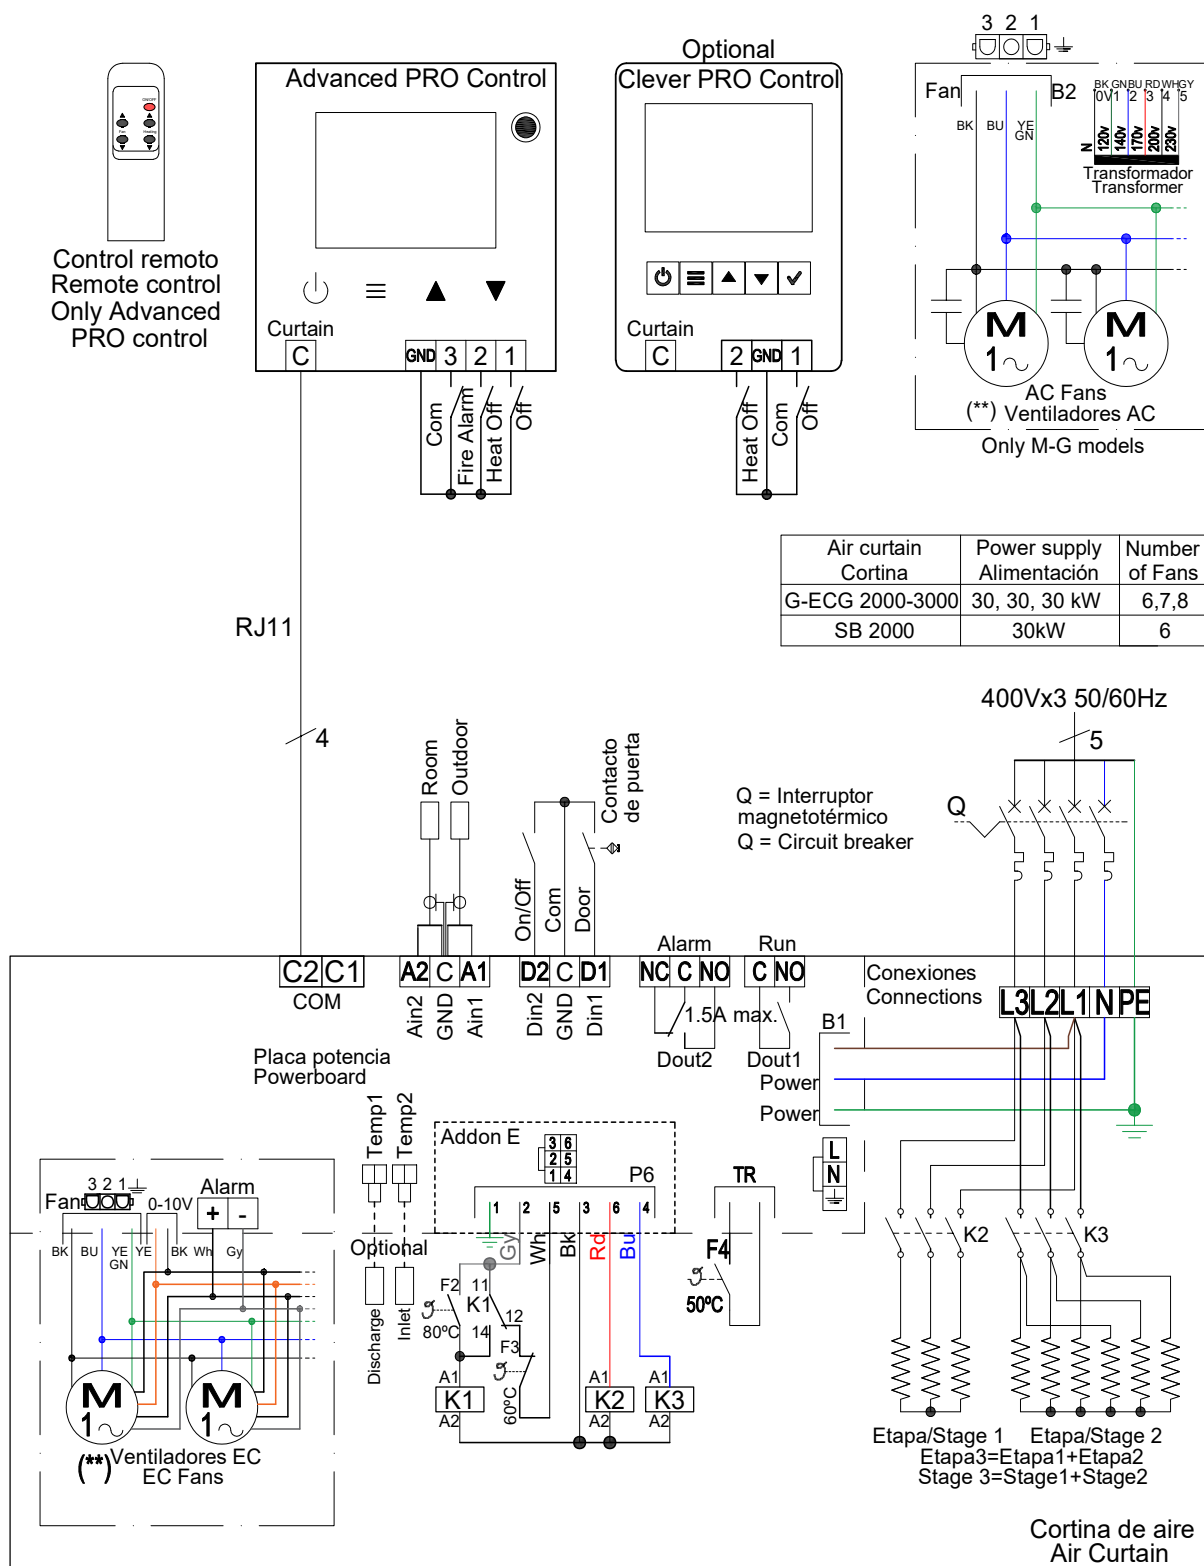 3 2 1
Optional
Advanced PRO Control
Clever PRO Control
ON/OFF
Fan
Heating
Fan
B2
BK GN BU RD WH GY
0V 1 2 3 4 5
BK
BU
YE
GN
N
120v
140v
170v
200v
230v
Transformador
Transformer
Control remoto
Remote control
Only Advanced
PRO control
Curtain
C
GND 3 2 1
Curtain
C
2 GND 1
M
1
M
1
AC Fans
(**) Ventiladores AC
Only M-G models
Com
Fire Alarm
Heat Off
Off
Heat Off
Com
Off
Air curtain
Cortina
Power supply
Alimentación
Number
of Fans
G-ECG 2000-3000
30, 30, 30 kW
6,7,8
SB 2000
30kW
6
RJ11
4
400Vx3 50/60Hz
5
Room
Outdoor
Contacto
de puerta
Q = Interruptor
magnetotérmico
Q = Circuit breaker
Q
On/Off
Com
Door
Alarm
Run
C2 C1
A2 C A1
D2 C D1
NC C NO
C NO
COM
Ain2
GND
Ain1
Din2
GND
Din1
1.5A max.
Dout2
Dout1
Conexiones
Connections
L3 L2 L1 N PE
B1
Power
Power
Placa potencia
Powerboard
Temp1
Temp2
Addon E
3 6
2 5
1 4
P6
1 2 5 3 6 4
TR
L
N
Fan
3 2 1
0-10V
Alarm
+ -
BK
BU
YE
GN
YE
BK
Wh
Gy
Optional
Discharge
Inlet
Gy
Wh
Bk
Rd
Bu
F2
80ºC
11
K1
12
14
F3
60ºC
F4
50ºC
K2
K3
A1
K1
A2
A1
K2
A2
A1
K3
A2
M
1
M
1
(**) Ventiladores EC
EC Fans
Etapa/Stage 1
Etapa/Stage 2
Etapa3=Etapa1+Etapa2
Stage 3=Stage1+Stage2
Cortina de aire
Air Curtain